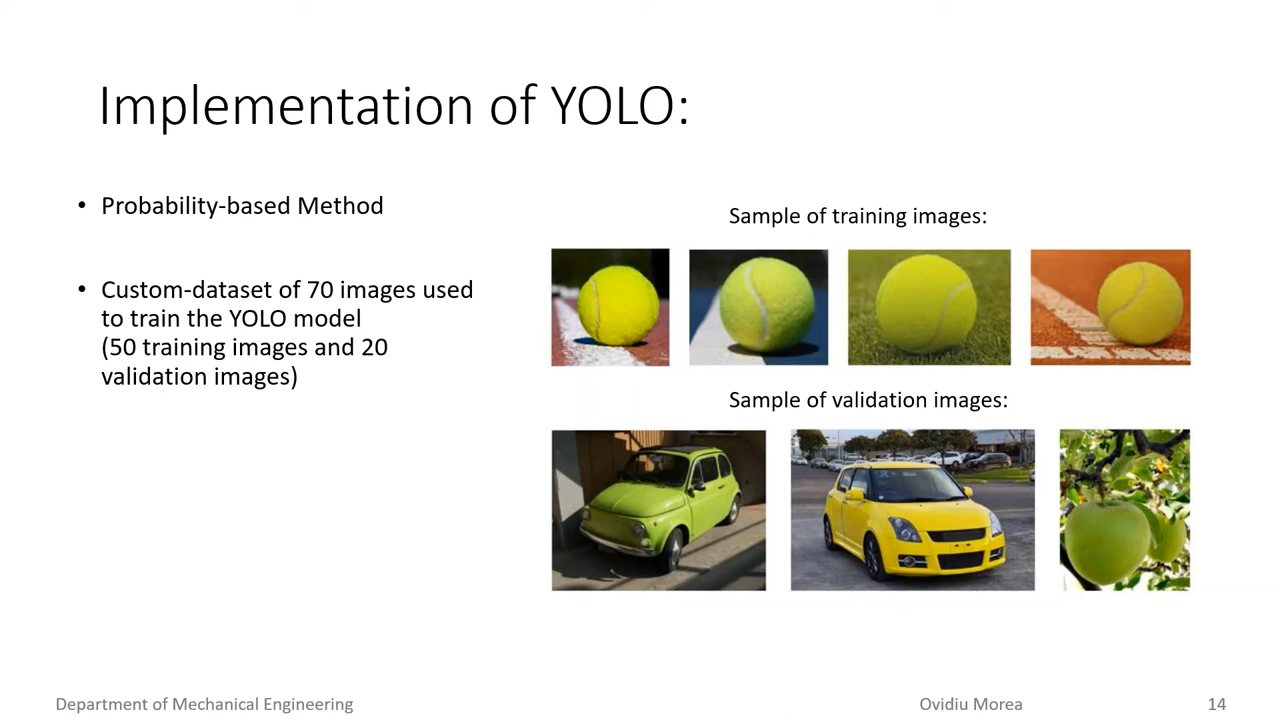 Implementation of YOLO:
• Probability-based Method
• Custom-dataset of 70 images used
to train the YOLO model
(50 training images and 20
validation images)
Sample of training images:
Sample of validation images:
Department of Mechanical Engineering
Ovidiu Morea
14